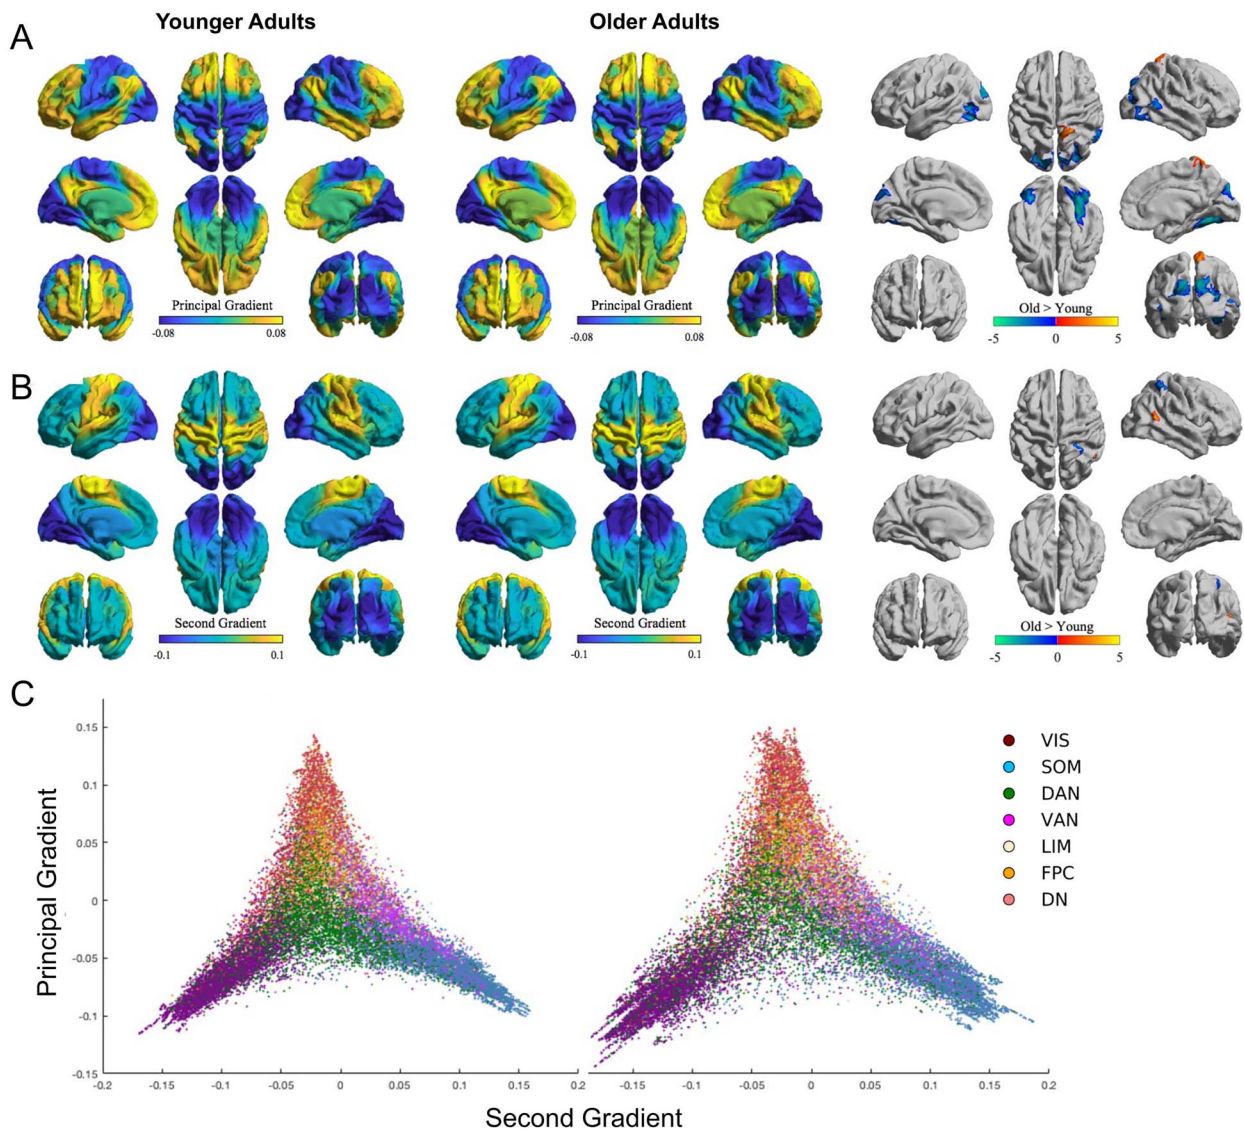 Younger Adults
Older Adults
A
Principal Gradient
-0.08
0.08
Principal Gradient
-0.08
0.08
Old > Young
-5
0
5
B
Second Gradient
-0.1
0.1
Second Gradient
-0.1
0.1
Old > Young
-5
0
5
C
Principal Gradient
0.15
0.1
0.05
0
-0.05
-0.1
-0.15
-0.2 -0.15 -0.1 -0.05 0 0.05 0.1 0.15 0.2
-0.15 -0.1 -0.05 0 0.05 0.1 0.15 0.2
Second Gradient
VIS
SOM
DAN
VAN
LIM
FPC
DN